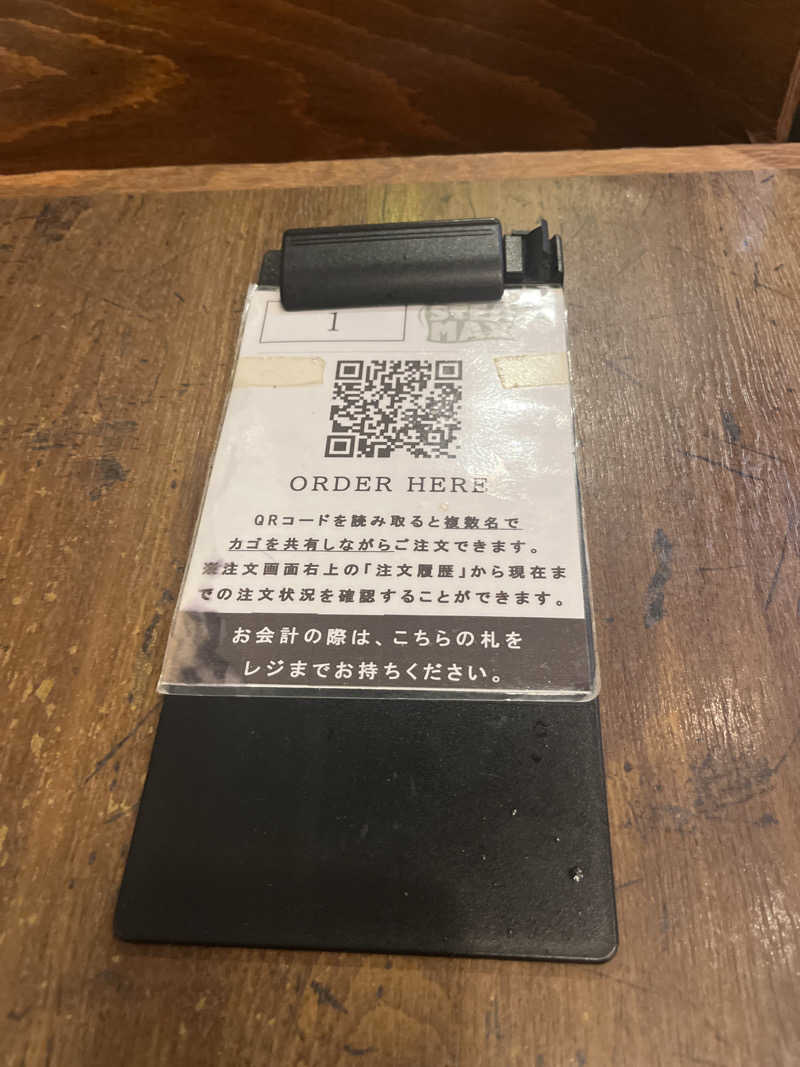 1
MAX
ORDER HERE
QRコードを読み取ると複数名で
カゴを共有しながらご注文できます。
※注文画面右上の「注文履歴」から現在ま
での注文状況を確認することができます。
お会計の際は、こちらの札を
レジまでお持ちください。